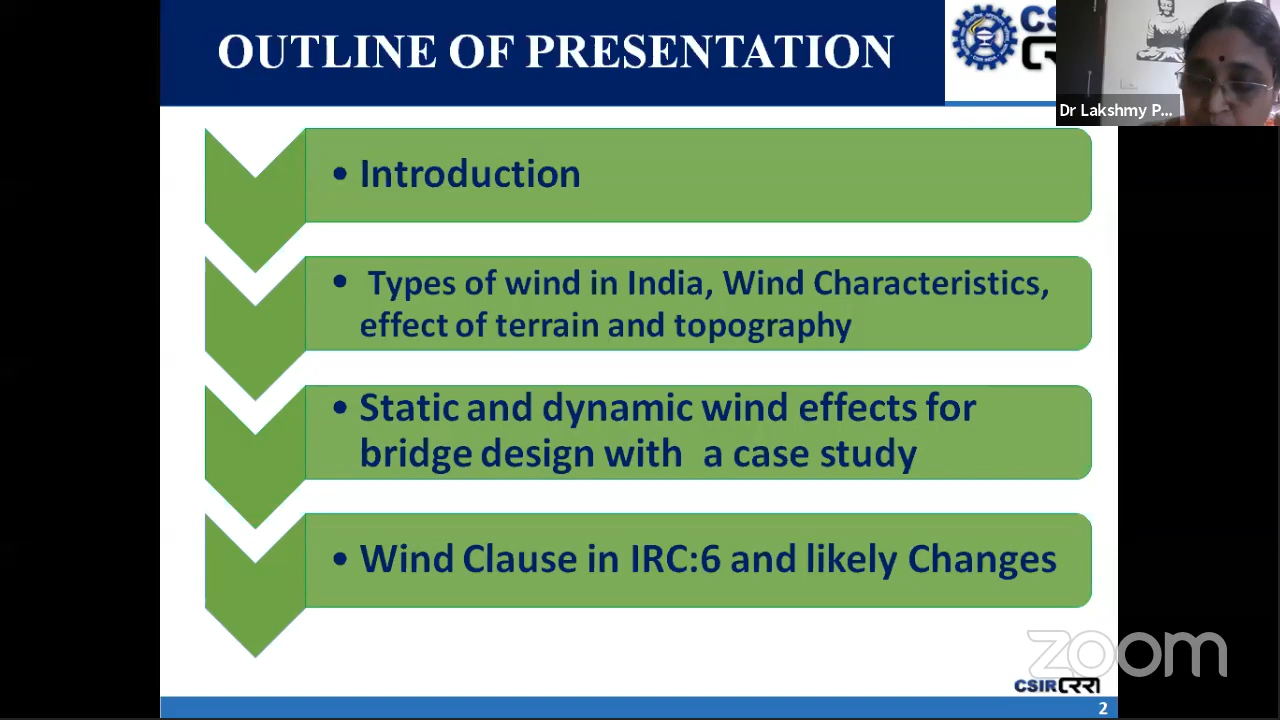 OUTLINE OF PRESENTATION
CS
Dr Lakshmy P...
• Introduction
• Types of wind in India, Wind Characteristics,
effect of terrain and topography
• Static and dynamic wind effects for
bridge design with a case study
• Wind Clause in IRC:6 and likely Changes
zoom
CSIR
2